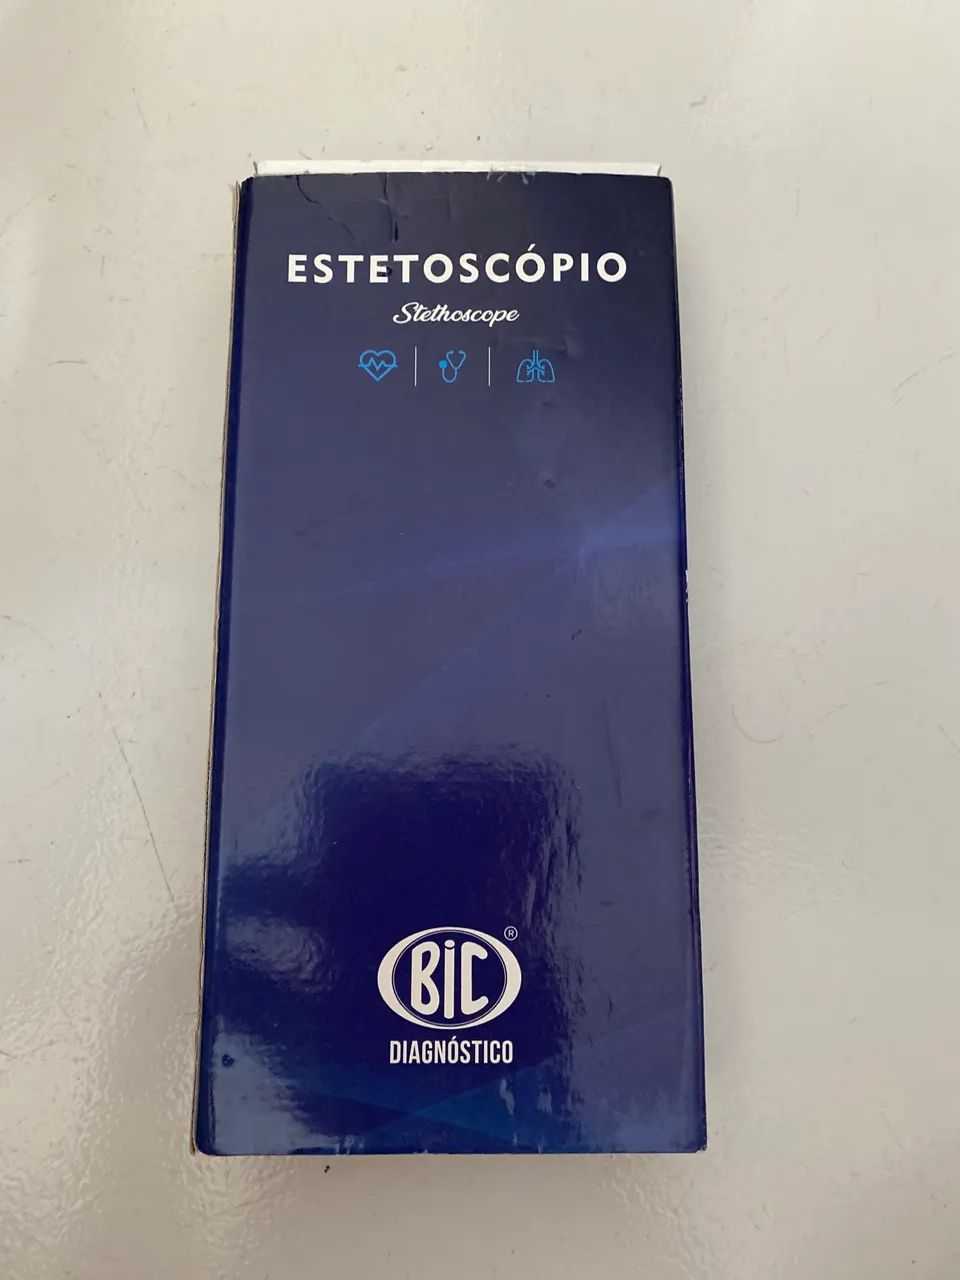 ESTETOSCÓPIO
Stethoscope
BIC ®
DIAGNÓSTICO